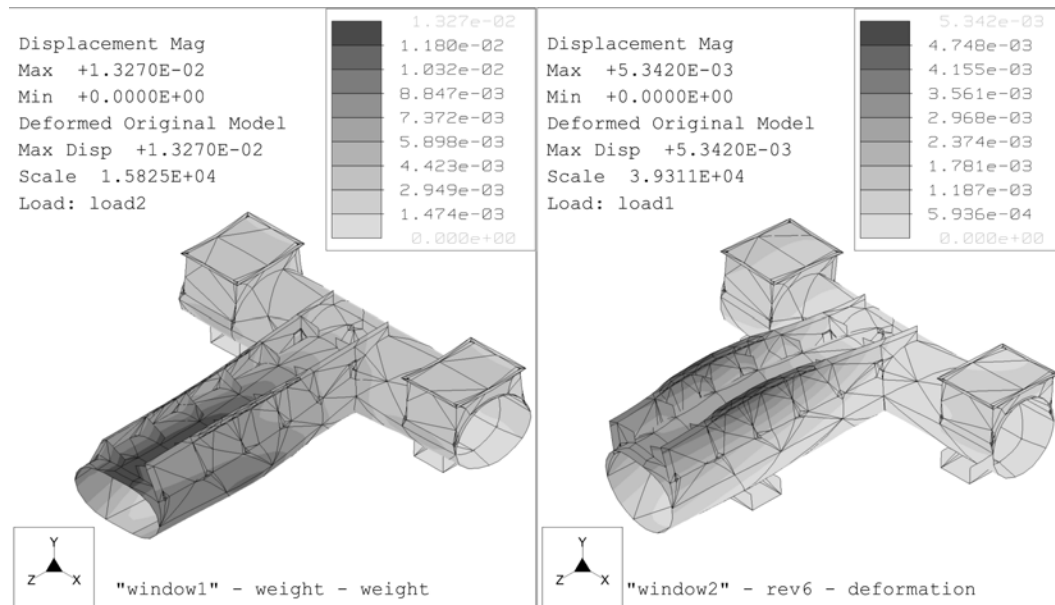 Displacement Mag
Max +1.3270E-02
Min +0.0000E+00
Deformed Original Model
Max Disp +1.3270E-02
Scale 1.5825E+04
Load: load2
1.327e-02
1.180e-02
1.032e-02
8.847e-03
7.372e-03
5.898e-03
4.423e-03
2.949e-03
1.474e-03
0.000e+00
Y
Z X
"window1" - weight - weight
Displacement Mag
Max +5.3420E-03
Min +0.0000E+00
Deformed Original Model
Max Disp +5.3420E-03
Scale 3.9311E+04
Load: load1
5.342e-03
4.748e-03
4.155e-03
3.561e-03
2.968e-03
2.374e-03
1.781e-03
1.187e-03
5.936e-04
0.000e+00
Y
Z X
"window2" - rev6 - deformation